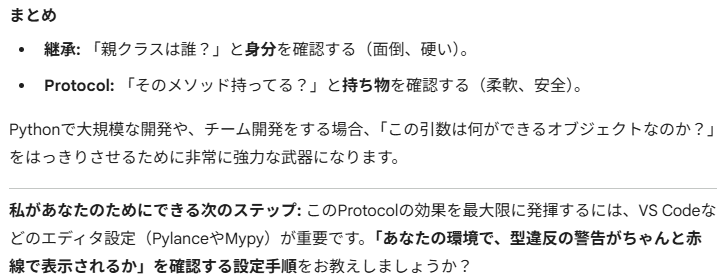 まとめ
• 継承: 「親クラスは誰？」と身分を確認する（面倒、硬い）。
• Protocol: 「そのメソッド持ってる？」と持ち物を確認する（柔軟、安全）。
Pythonで大規模な開発や、チーム開発をする場合、「この引数は何ができるオブジェクトなのか？」
をはっきりさせるために非常に強力な武器になります。
私があなたのためにできる次のステップ: このProtocolの効果を最大限に発揮するには、VS Codeな
どのエディタ設定（PylanceやMypy）が重要です。「あなたの環境で、型違反の警告がちゃんと赤
線で表示されるか」を確認する設定手順をお教えしましょうか？